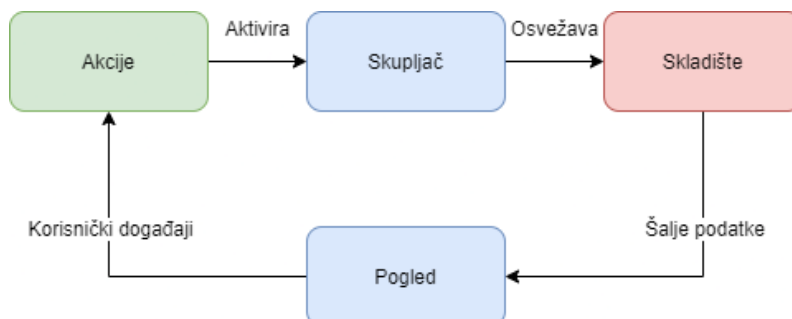 Aktivira
Osvežava
Akcije
Skupljač
Skladište
Korisnički događaji
Šalje podatke
Pogled